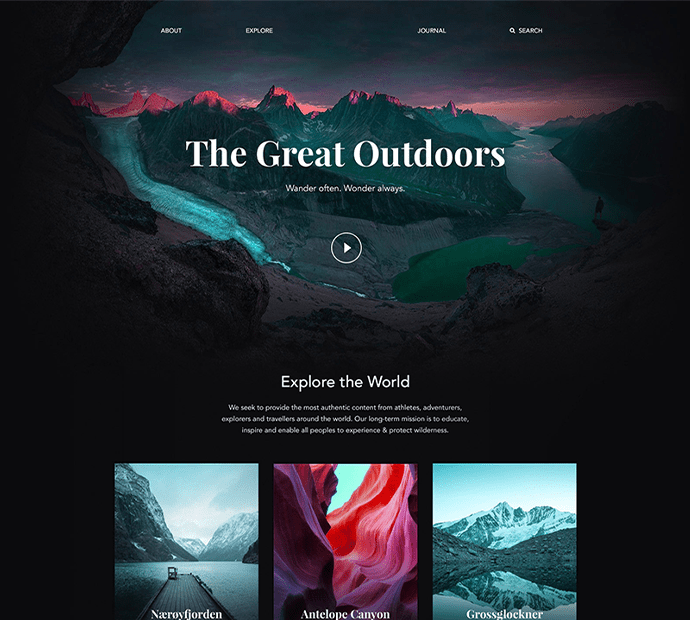 ABOUT EXPLORE JOURNAL SEARCH
The Great Outdoors
Wander often. Wonder always.
Explore the World
We seek to provide the most authentic content from athletes, adventurers,
explorers and travellers around the world. Our long-term mission is to educate,
inspire and enable all peoples to experience & protect wilderness.
Nærøyfjorden Antelope Canyon Grossglockner